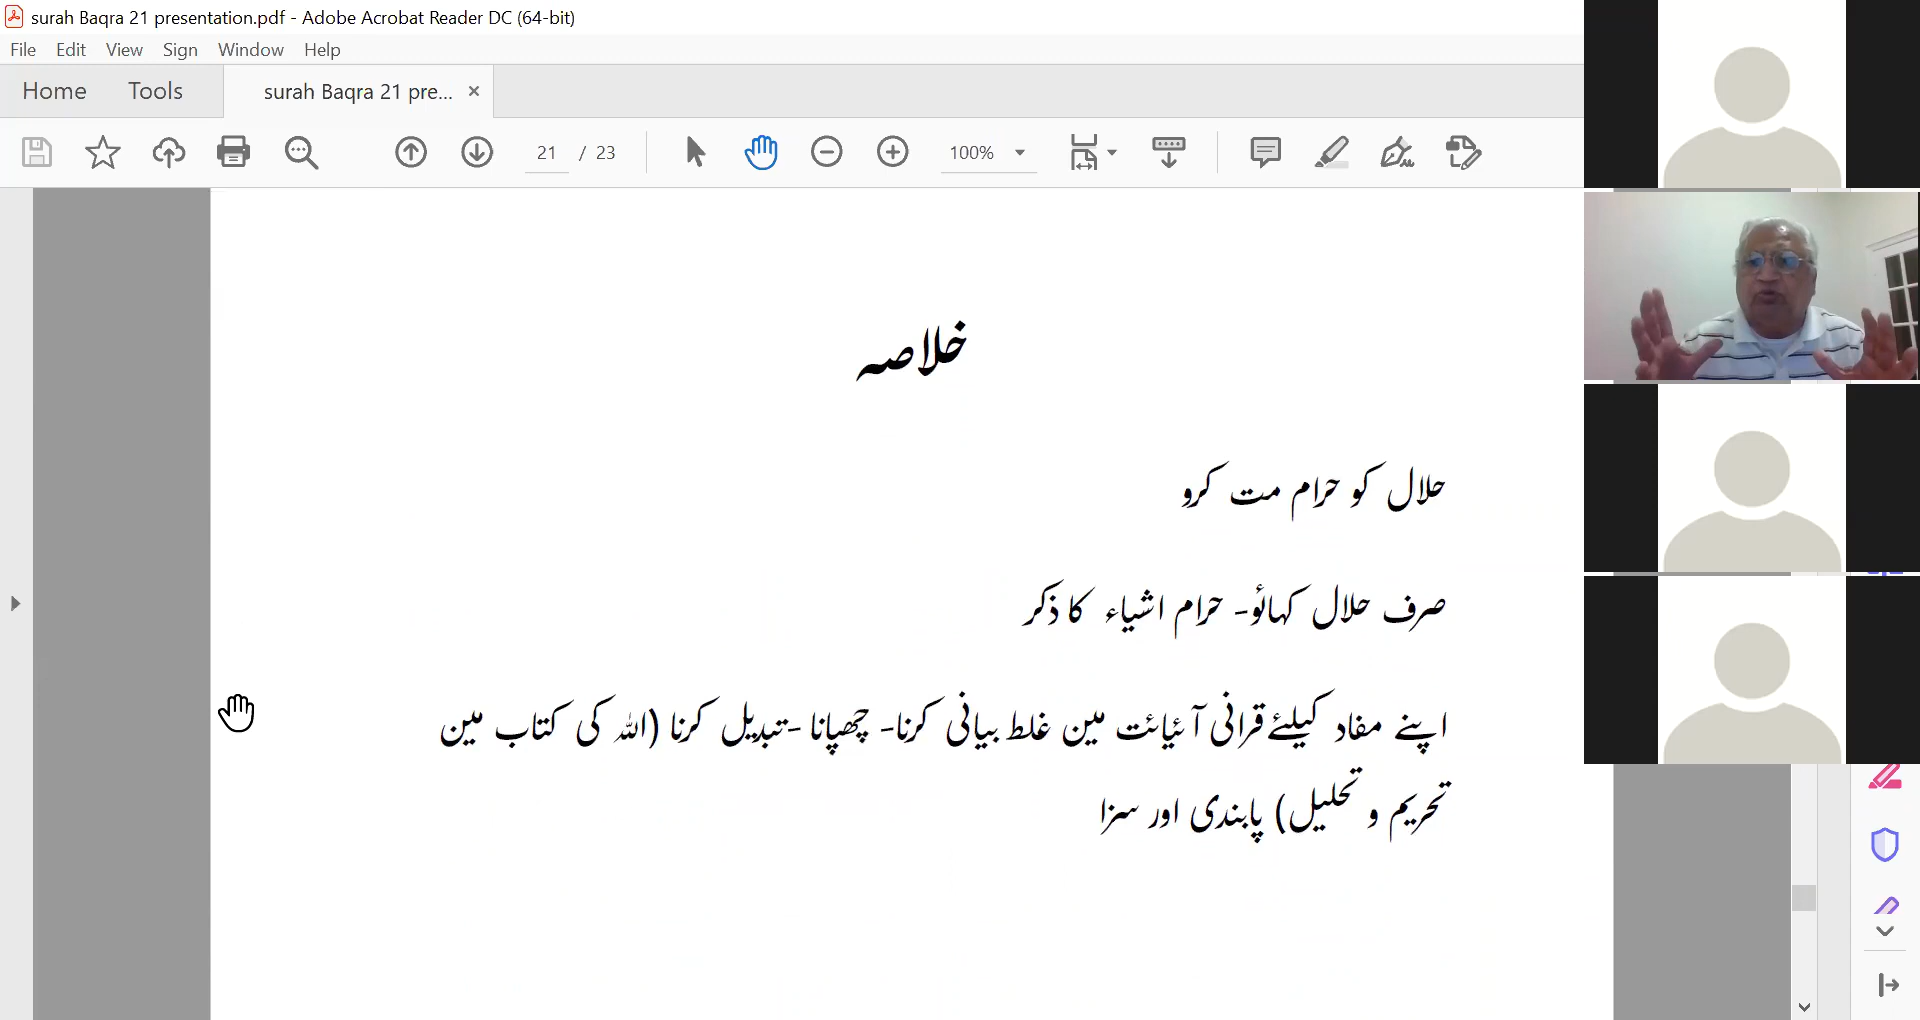 surah Baqra 21 presentation.pdf - Adobe Acrobat Reader DC (64-bit)
File Edit View Sign Window Help
Home Tools surah Baqra 21 pre... ×
21 / 23 100%
خلاصہ
حلال کو حرام مت کرو
صرف حلال کہائو- حرام اشیاء کا ذکر
اپنے مفاد کیلئے قرانی آئیائت مین غلط بیانی کرنا- چھپانا -تبدیل کرنا (اللہ کی کتاب مین
تحریم و تحلیل) پابندی اور سزا